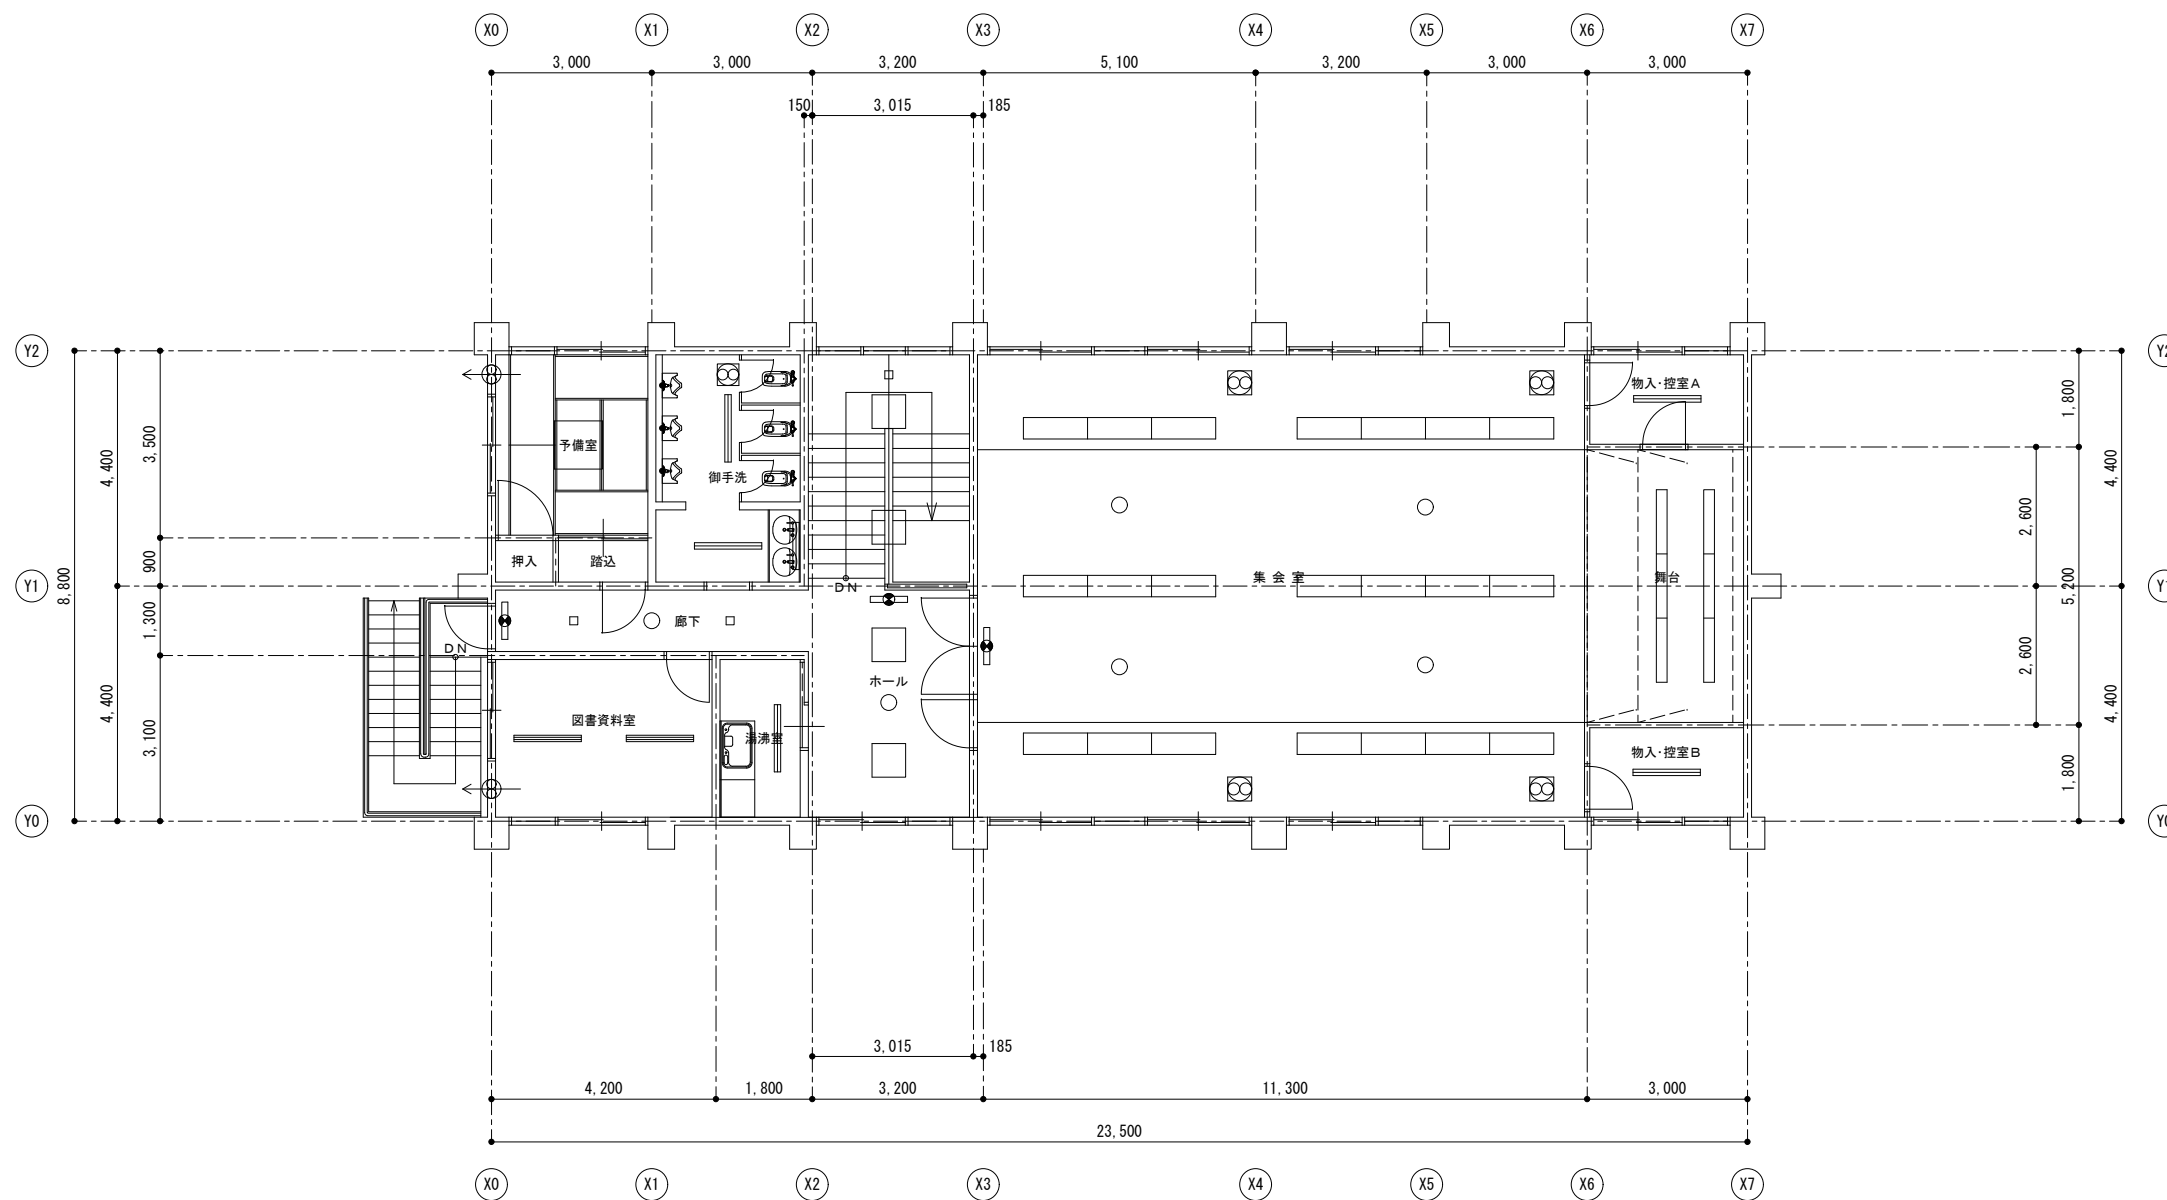 X0 X1 X2 X3 X4 X5 X6 X7
3,000 3,000 3,200 5,100 3,200 3,000 3,000
150 3,015 185
Y2 Y2
物入・控室A
1,800
3,500
4,400 4,400
予備室
御手洗
2,600
押入 踏込
900
集会室 舞台
8,800
Y1 Y1
DN
5,200
1,300
廊下
DN
ホール
2,600
図書資料室
湯沸室
4,400 4,400
3,100
物入・控室B
1,800
Y0 Y0
3,015 185
4,200 1,800 3,200 11,300 3,000
23,500
X0 X1 X2 X3 X4 X5 X6 X7